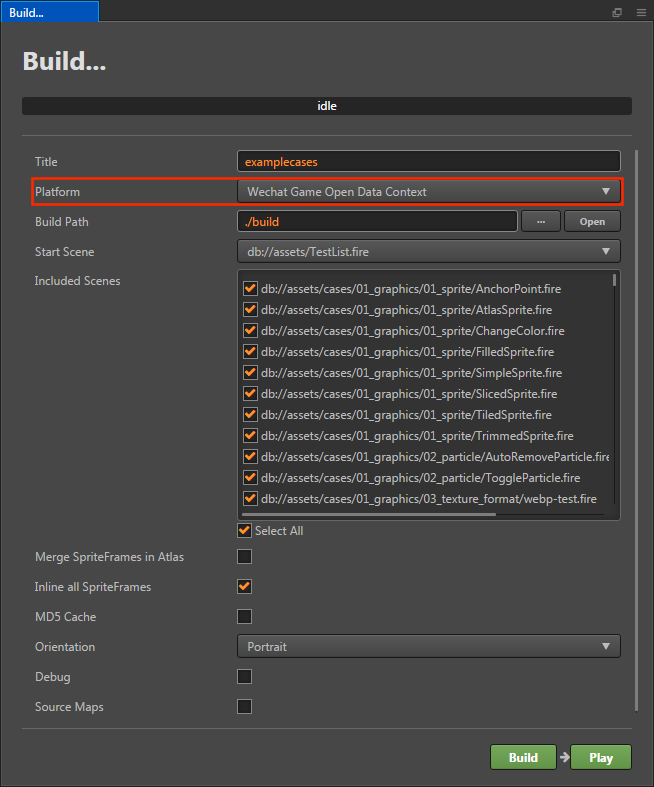 Build...
Build...
idle
Title examplecases
Platform Wechat Game Open Data Context
Build Path ./build ... Open
Start Scene db://assets/TestList.fire
Included Scenes
db://assets/cases/01_graphics/01_sprite/AnchorPoint.fire
db://assets/cases/01_graphics/01_sprite/AtlasSprite.fire
db://assets/cases/01_graphics/01_sprite/ChangeColor.fire
db://assets/cases/01_graphics/01_sprite/FilledSprite.fire
db://assets/cases/01_graphics/01_sprite/SimpleSprite.fire
db://assets/cases/01_graphics/01_sprite/SlicedSprite.fire
db://assets/cases/01_graphics/01_sprite/TiledSprite.fire
db://assets/cases/01_graphics/01_sprite/TrimmedSprite.fire
db://assets/cases/01_graphics/02_particle/AutoRemoveParticle.fire
db://assets/cases/01_graphics/02_particle/ToggleParticle.fire
db://assets/cases/01_graphics/03_texture_format/webp-test.fire
Select All
Merge SpriteFrames in Atlas
Inline all SpriteFrames
MD5 Cache
Orientation Portrait
Debug
Source Maps
Build Play